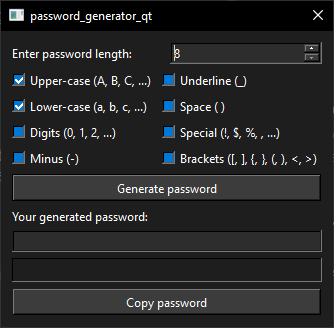 password_generator_qt
Enter password length: 8
Upper-case (A, B, C, ...) Underline (_)
Lower-case (a, b, c, ...) Space ( )
Digits (0, 1, 2, ...) Special (!, $, %, , ...)
Minus (-) Brackets ([, ], {, }, (, ), <, >)
Generate password
Your generated password:
Copy password